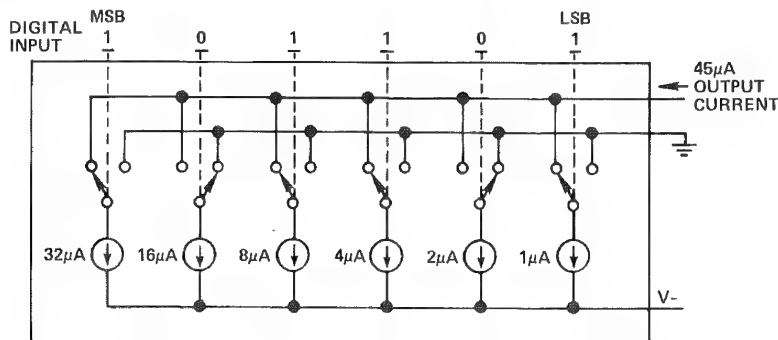 DIGITAL INPUT
MSB
1 0 1 1 0 1
LSB
45µA
OUTPUT
CURRENT
32µA 16µA 8µA 4µA 2µA 1µA
V-